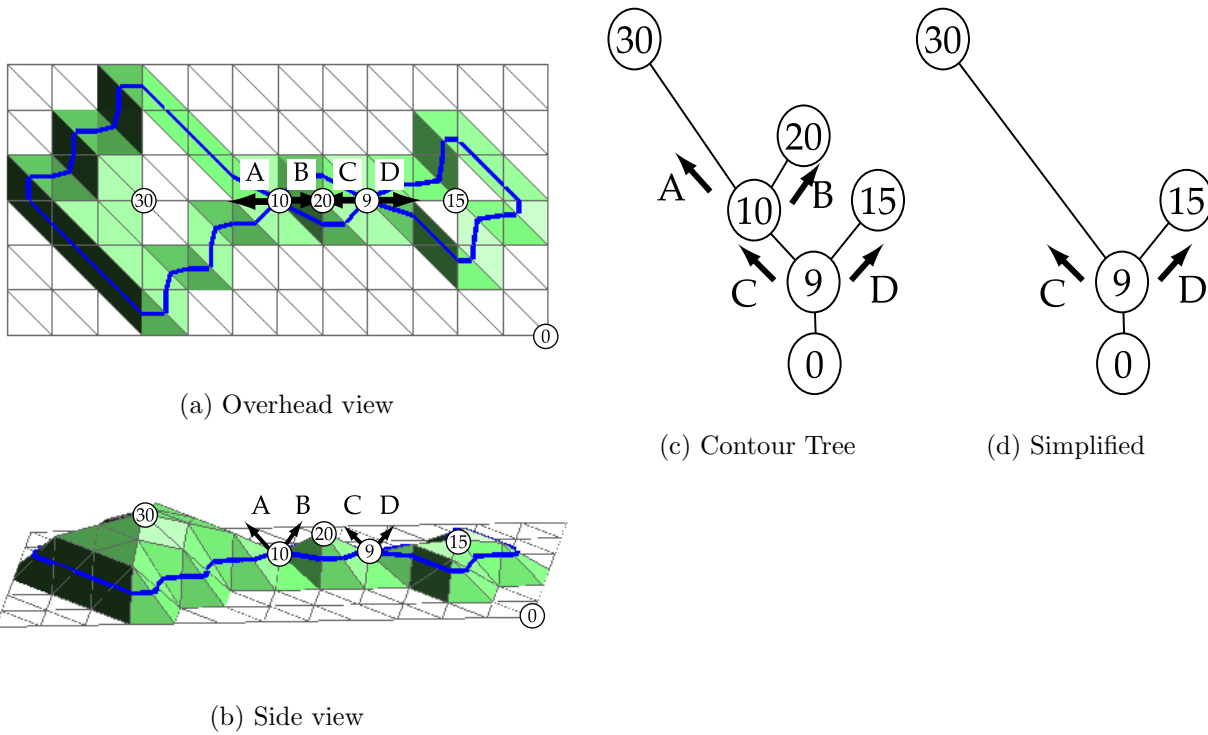 A B C D
30 10 20 9 15
0
(a) Overhead view
30 A B C D
20
10 9 15
0
(b) Side view
30
20
A B
10 15
C 9 D
0
(c) Contour Tree
30
15
C 9 D
0
(d) Simplified